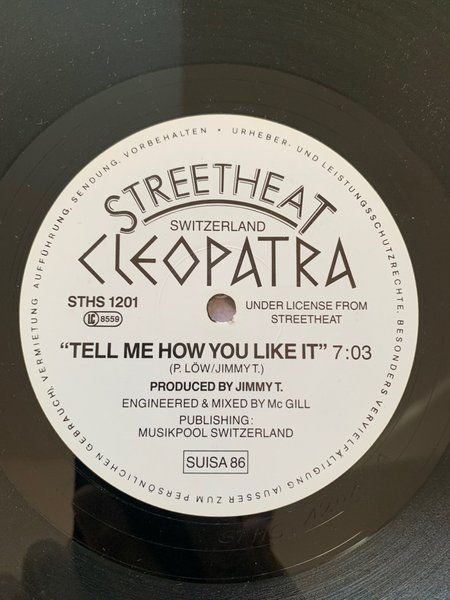 URHEBER- UND LEISTUNGSSCHUTZRECHTE, BESONDERS VERVIELFÄLTIGUNG (AUSSER ZUM PERSÖNLICHEN GEBRAUCH), VERMIETUNG AUFFÜHRUNG, SENDUNG, VORBEHALTEN •
STREETHEAT
SWITZERLAND
CLEOPATRA
STHS 1201
LC 8559
UNDER LICENSE FROM
STREETHEAT
“TELL ME HOW YOU LIKE IT” 7:03
(P. LÖW/JIMMY T.)
PRODUCED BY JIMMY T.
ENGINEERED & MIXED BY Mc GILL
PUBLISHING:
MUSIKPOOL SWITZERLAND
SUISA 86